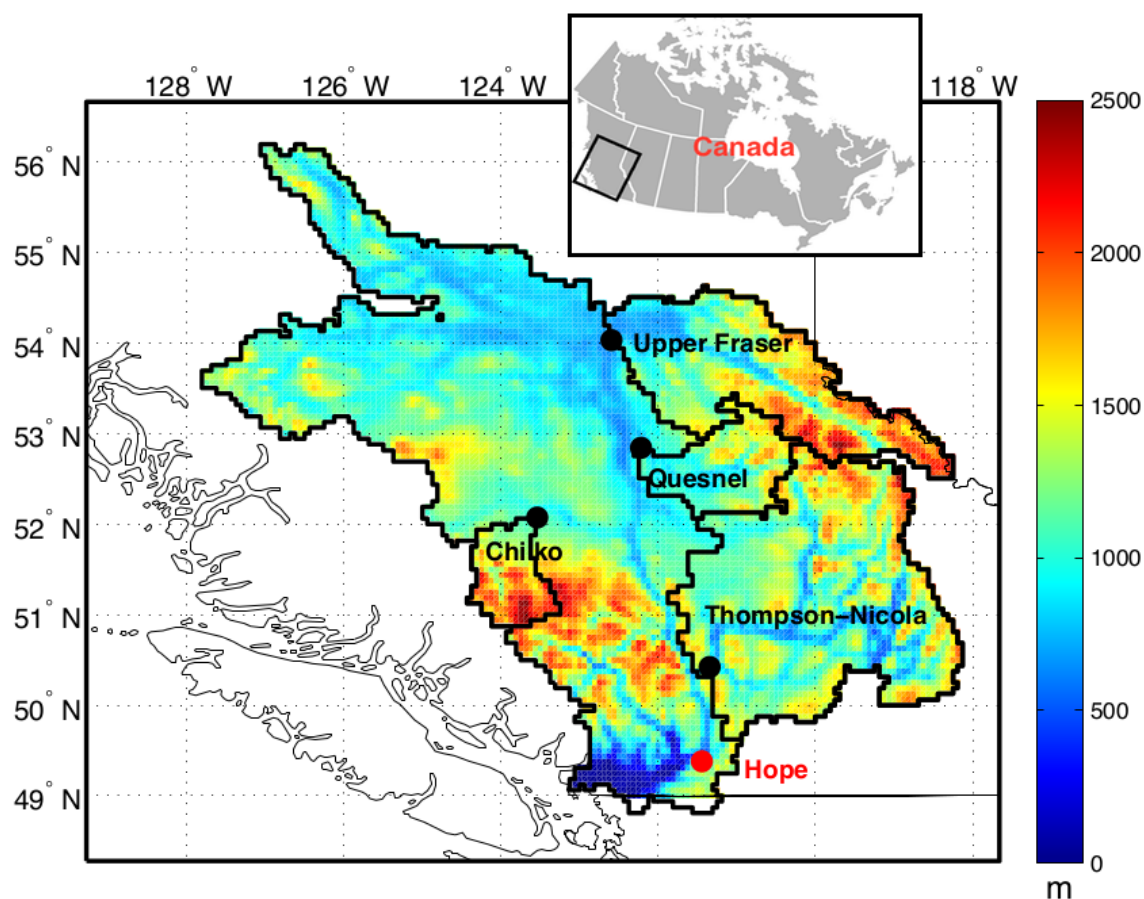 128° W
126° W
124° W
118° W
Canada
2500
56° N
55° N
2000
54° N
Upper Fraser
1500
53° N
Quesnel
52° N
Chilko
1000
51° N
Thompson–Nicola
50° N
500
Hope
49° N
0
m